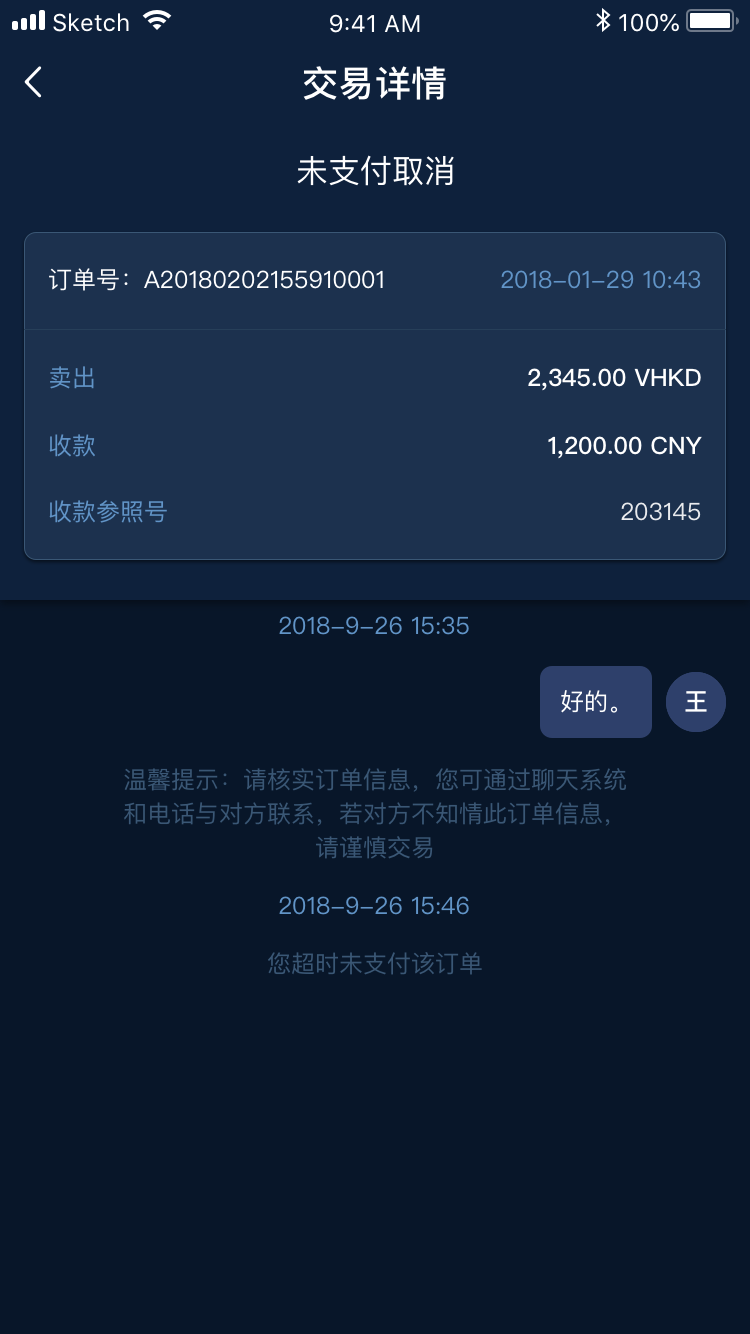 Sketch 9:41 AM 100%
交易详情
未支付取消
订单号：A20180202155910001 2018-01-29 10:43
卖出 2,345.00 VHKD
收款 1,200.00 CNY
收款参照号 203145
2018-9-26 15:35
好的。 王
温馨提示：请核实订单信息，您可通过聊天系统
和电话与对方联系，若对方不知情此订单信息，
请谨慎交易
2018-9-26 15:46
您超时未支付该订单